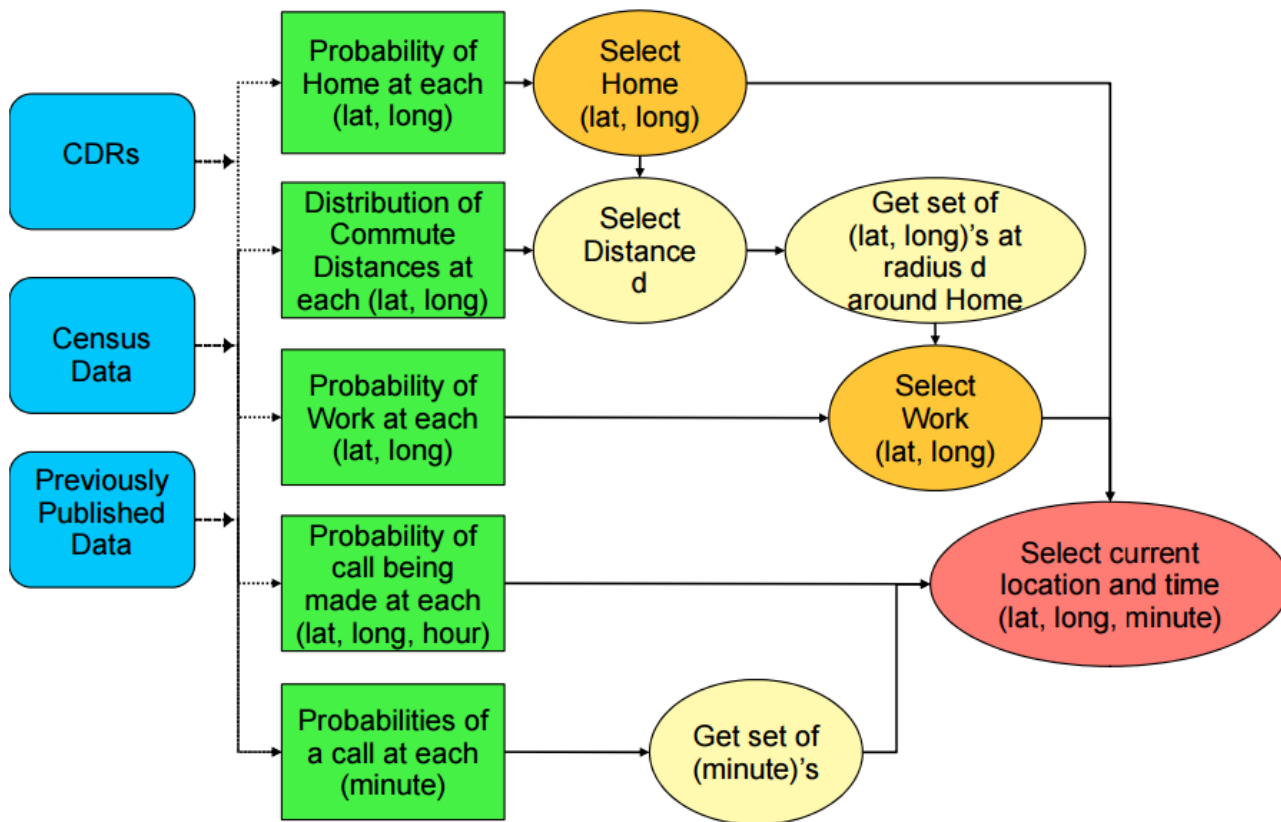 Probability of
Home at each
(lat, long)
Select
Home
(lat, long)
CDRs
Distribution of
Commute
Distances at
each (lat, long)
Select
Distance
d
Get set of
(lat, long)'s at
radius d
around Home
Census
Data
Probability of
Work at each
(lat, long)
Select
Work
(lat, long)
Previously
Published
Data
Probability of
call being
made at each
(lat, long, hour)
Select current
location and time
(lat, long, minute)
Probabilities of
a call at each
(minute)
Get set of
(minute)'s